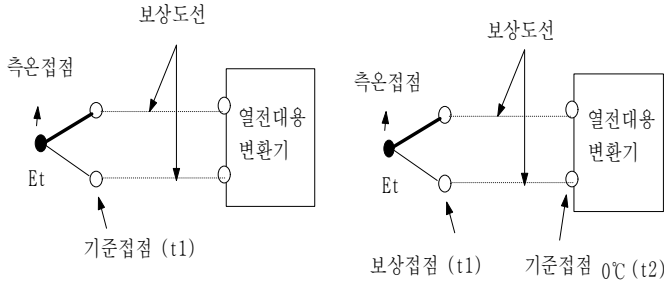 보상도선
측온접점
열전대용
변환기
Et
기준접점 (t1)
보상도선
측온접점
열전대용
변환기
Et
보상접점 (t1)
기준접점 0℃ (t2)